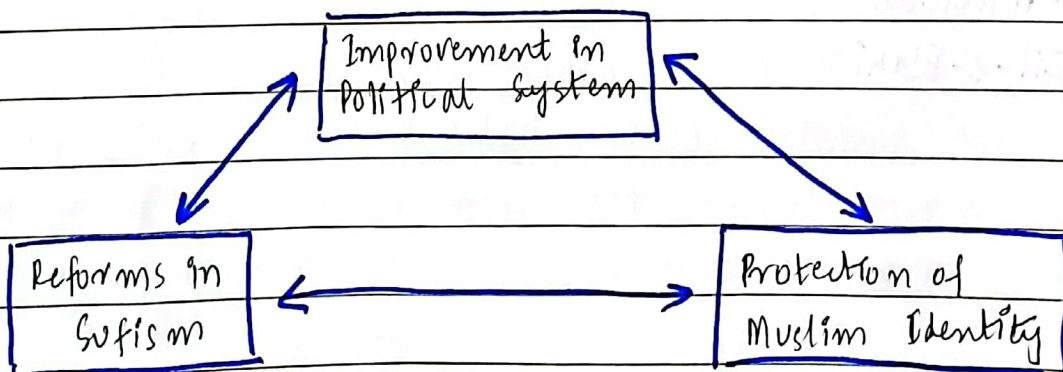 Improvement in
Political System
Reforms in
Sufism
Protection of
Muslim Identity